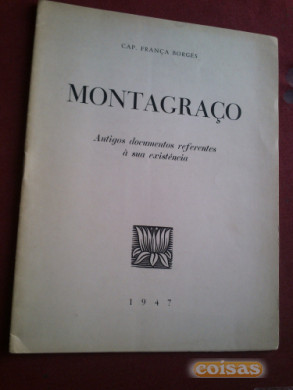 CAP. FRANÇA BORGES
MONTAGRAÇO
Antigos documentos referentes
à sua existência
1947
coisas